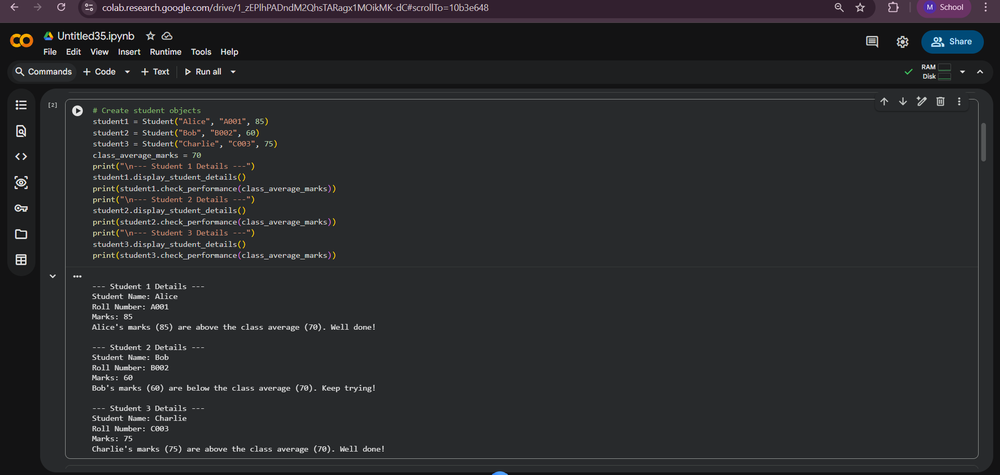 colab.research.google.com/drive/1_zEPlhPADndM2QhsTARagx1MOikMK-dC#scrollTo=10b3e648
M School
Untitled35.ipynb
File Edit View Insert Runtime Tools Help
Share
Commands + Code + Text Run all
RAM
Disk
[2]
# Create student objects
student1 = Student("Alice", "A001", 85)
student2 = Student("Bob", "B002", 60)
student3 = Student("Charlie", "C003", 75)
class_average_marks = 70
print("\n--- Student 1 Details ---")
student1.display_student_details()
print(student1.check_performance(class_average_marks))
print("\n--- Student 2 Details ---")
student2.display_student_details()
print(student2.check_performance(class_average_marks))
print("\n--- Student 3 Details ---")
student3.display_student_details()
print(student3.check_performance(class_average_marks))
--- Student 1 Details ---
Student Name: Alice
Roll Number: A001
Marks: 85
Alice's marks (85) are above the class average (70). Well done!
--- Student 2 Details ---
Student Name: Bob
Roll Number: B002
Marks: 60
Bob's marks (60) are below the class average (70). Keep trying!
--- Student 3 Details ---
Student Name: Charlie
Roll Number: C003
Marks: 75
Charlie's marks (75) are above the class average (70). Well done!